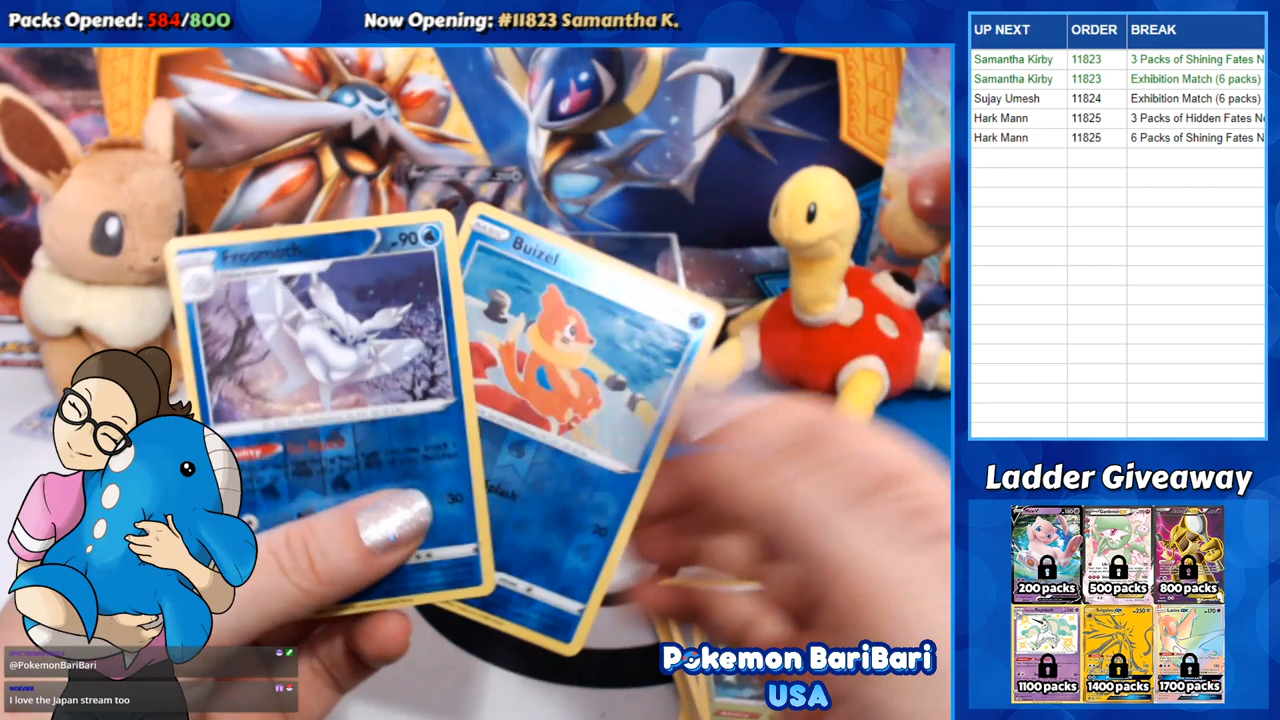 Packs Opened: 584/800
Now Opening: #11823 Samantha K.
UP NEXT ORDER BREAK
Samantha Kirby 11823 3 Packs of Shining Fates N
Samantha Kirby 11823 Exhibition Match (6 packs)
Sujay Umesh 11824 Exhibition Match (6 packs)
Hark Mann 11825 3 Packs of Hidden Fates Ne
Hark Mann 11825 6 Packs of Shining Fates N
Frosmoth 90
BASIC Buizel
30
Splash 20
Ladder Giveaway
200 packs 500 packs 800 packs
1100 packs 1400 packs 1700 packs
@PokemonBariBari
I love the Japan stream too
Pokemon BariBari
USA